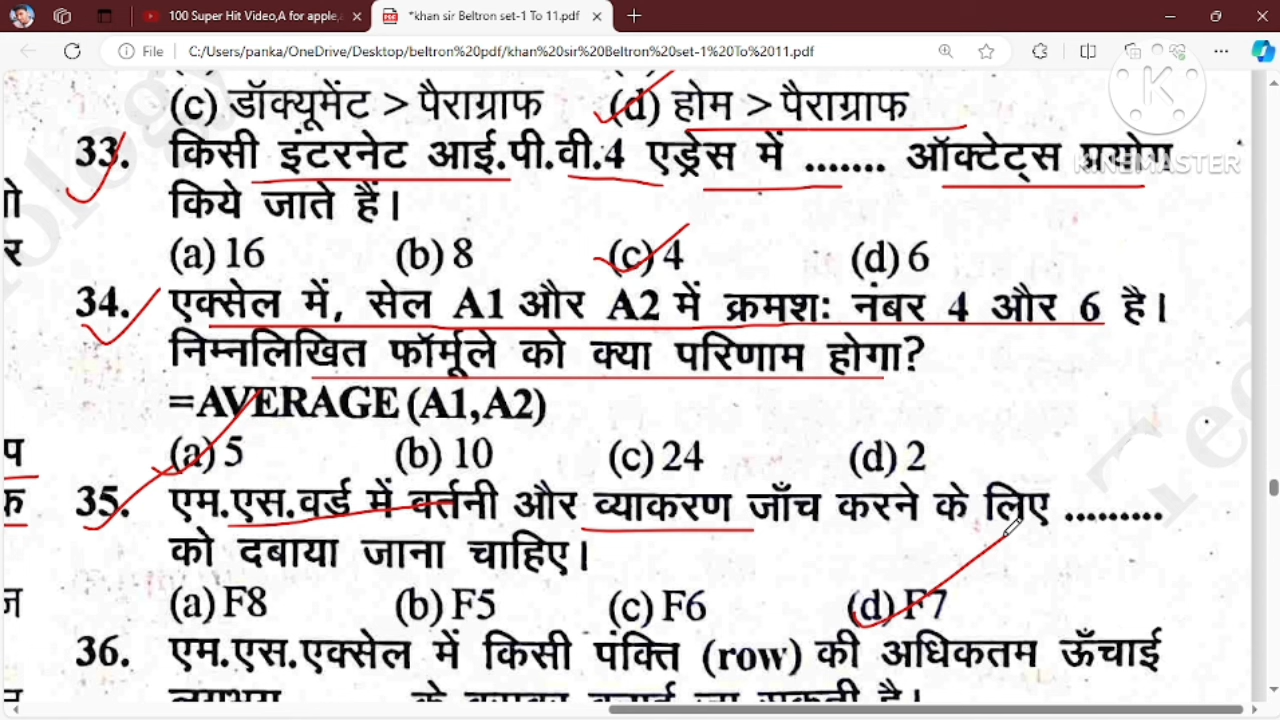 100 Super Hit Video,A for apple,a
*khan sir Beltron set-1 To 11.pdf
File
C:/Users/panka/OneDrive/Desktop/beltron%20pdf/khan%20sir%20Beltron%20set-1%20To%2011.pdf
(c) डॉक्यूमेंट > पैराग्राफ (d) होम > पैराग्राफ
33. किसी इंटरनेट आई.पी.वी.4 एड्रेस में ....... ऑक्टेट्स प्रयोग
KINEMASTER
किये जाते हैं।
(a) 16 (b) 8 (c) 4 (d) 6
34. एक्सेल में, सेल A1 और A2 में क्रमशः नंबर 4 और 6 है।
निम्नलिखित फॉर्मूले को क्या परिणाम होगा?
=AVERAGE (A1,A2)
(a) 5 (b) 10 (c) 24 (d) 2
35. एम.एस.वर्ड में वर्तनी और व्याकरण जाँच करने के लिए .........
को दबाया जाना चाहिए।
(a) F8 (b) F5 (c) F6 (d) F7
36. एम.एस.एक्सेल में किसी पंक्ति (row) की अधिकतम ऊँचाई